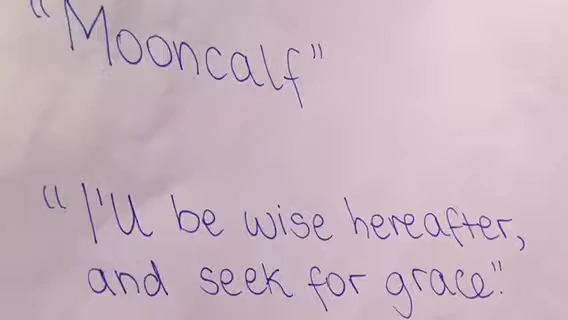 "Mooncalf"
"I'll be wise hereafter,
and seek for grace."